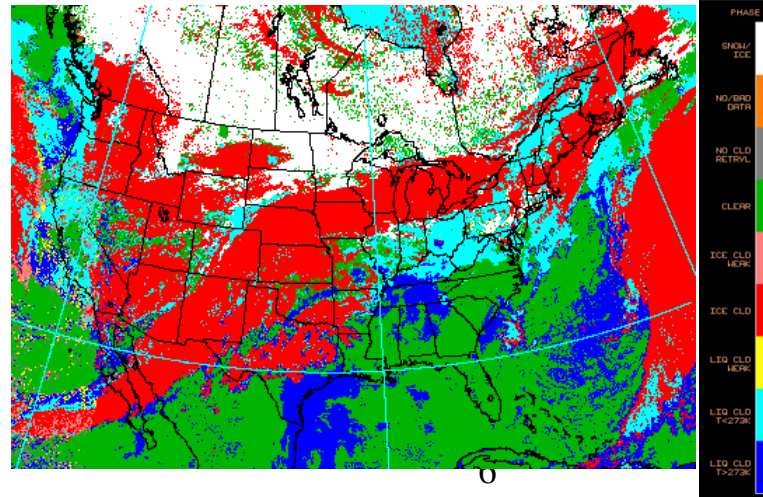 PHASE
SNOW/
ICE
NO/BAD
DATA
NO CLD
RETRVL
CLEAR
ICE CLD
WEAK
ICE CLD
LIQ CLD
WEAK
LIQ CLD
T<273K
LIQ CLD
T>273K